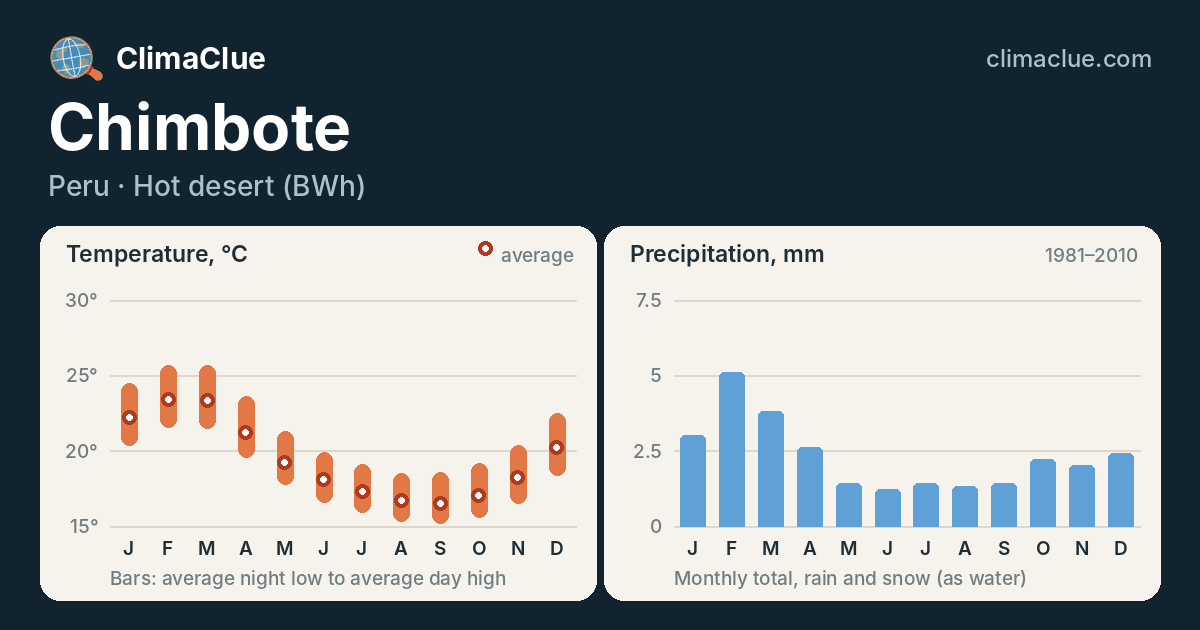 ClimaClue
climaclue.com
Chimbote
Peru · Hot desert (BWh)
Temperature, °C
average
30°
25°
20°
15°
J F M A M J J A S O N D
Bars: average night low to average day high
Precipitation, mm
1981–2010
7.5
5
2.5
0
J F M A M J J A S O N D
Monthly total, rain and snow (as water)